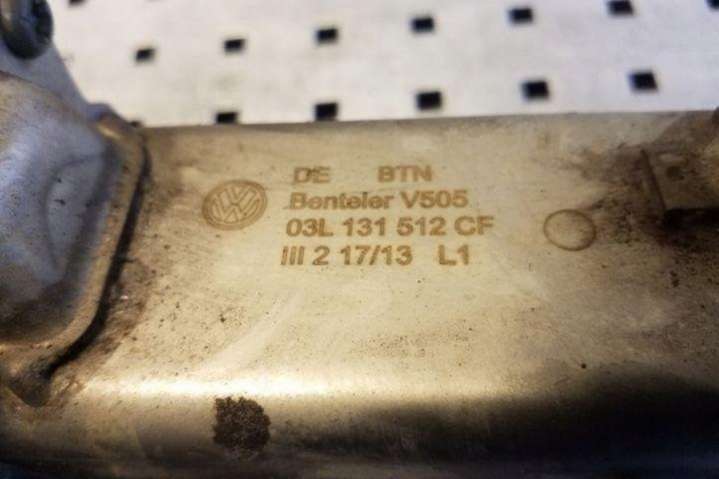 DE BTN
Benteler V505
03L 131 512 CF
III 2 17/13 L1